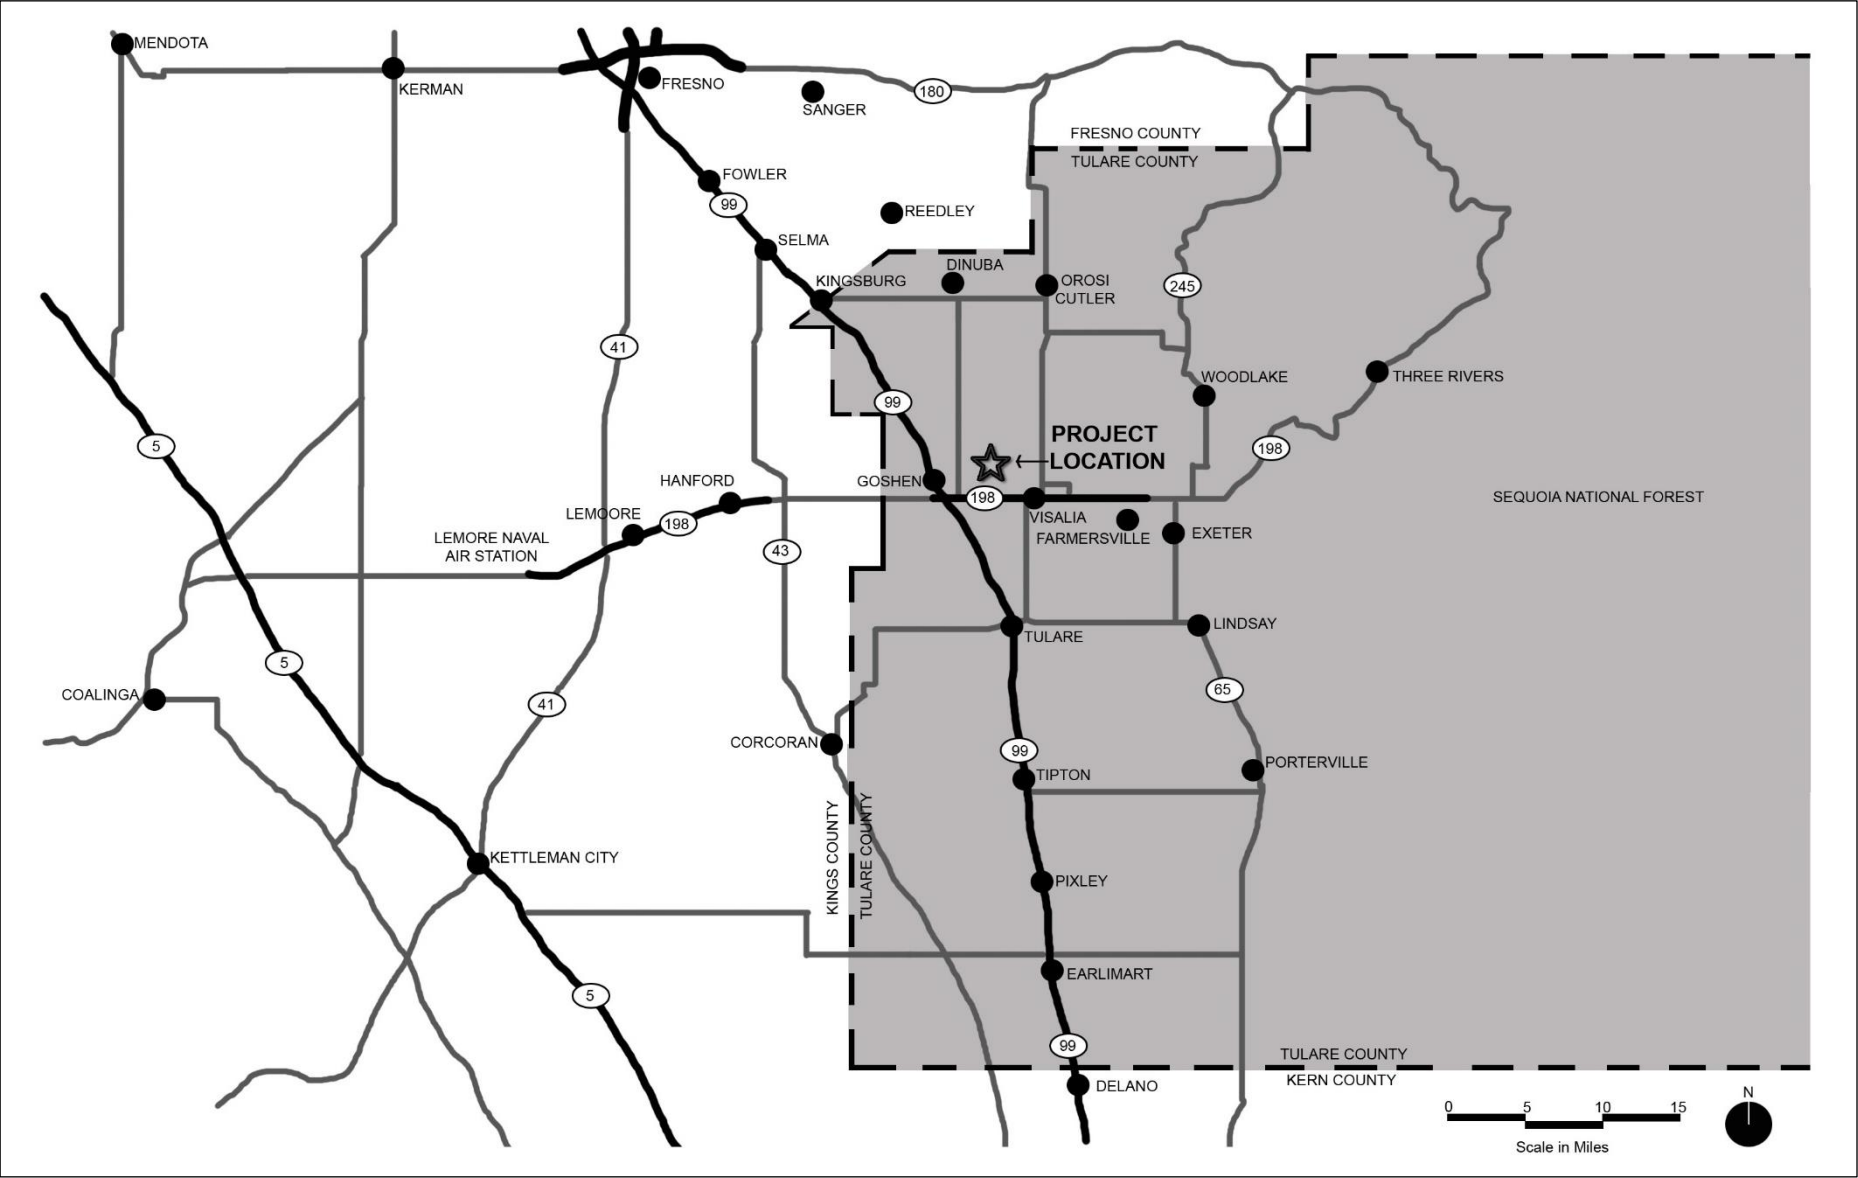 MENDOTA
KERMAN
FRESNO
SANGER
180
FRESNO COUNTY
TULARE COUNTY
FOWLER
99
REEDLEY
SELMA
KINGSBURG
DINUBA
OROSI
CUTLER
245
41
WOODLAKE
THREE RIVERS
99
PROJECT
LOCATION
5
198
HANFORD
GOSHEN
198
SEQUOIA NATIONAL FOREST
LEMOORE
198
VISALIA
FARMERSVILLE
EXETER
LEMORE NAVAL
AIR STATION
43
LINDSAY
TULARE
5
65
COALINGA
41
CORCORAN
99
PORTERVILLE
TIPTON
KINGS COUNTY
TULARE COUNTY
KETTLEMAN CITY
PIXLEY
EARLIMART
5
99
TULARE COUNTY
KERN COUNTY
DELANO
N
0 5 10 15
Scale in Miles